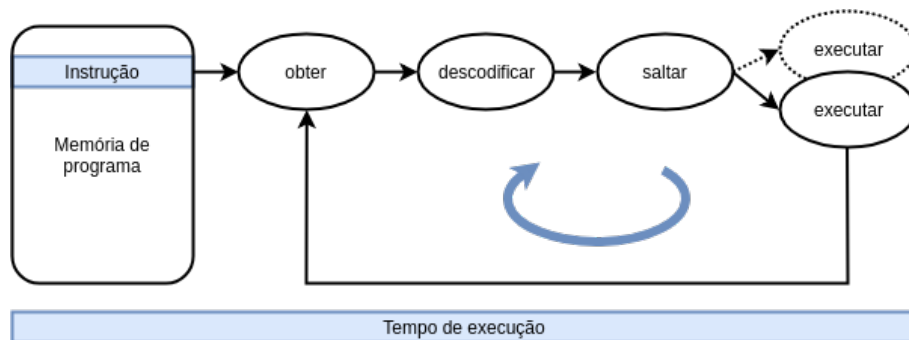 Instrução
Memória de
programa
obter
descodificar
saltar
executar
executar
Tempo de execução